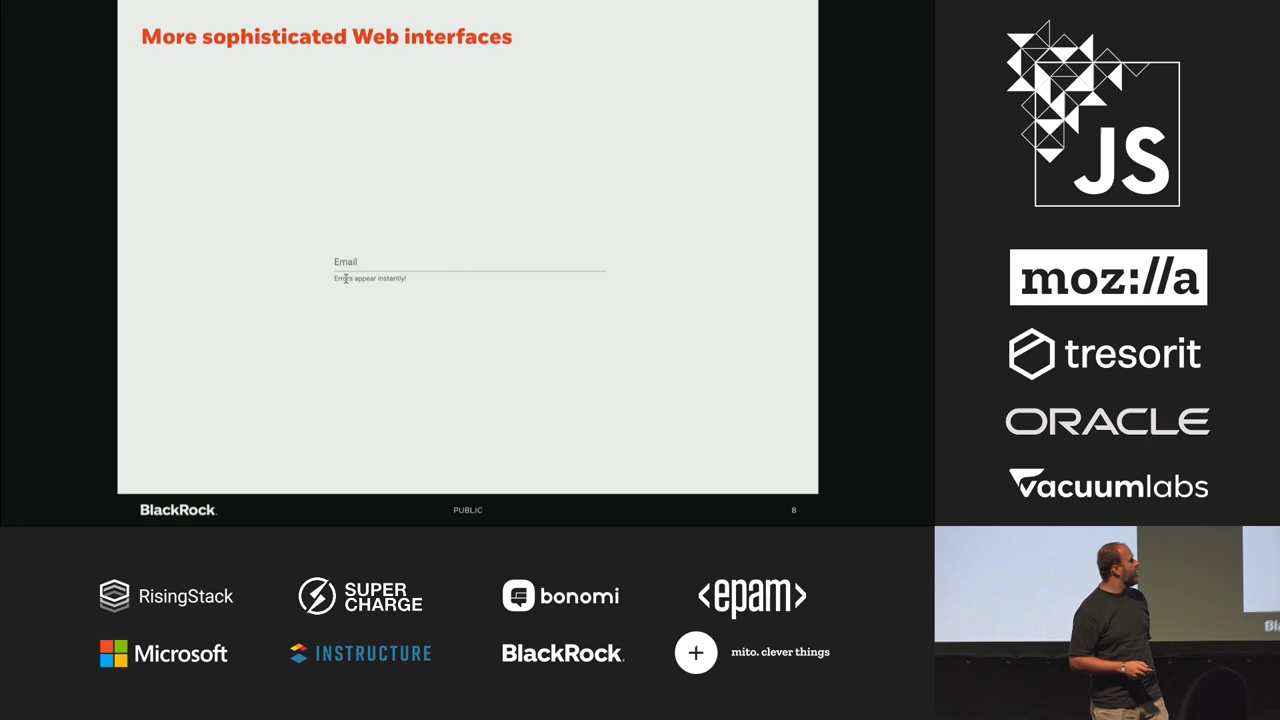 More sophisticated Web interfaces
Email
Errors appear instantly!
BlackRock.
PUBLIC
8
JS
moz://a
tresorit
ORACLE
vacuumlabs
RisingStack
SUPER
CHARGE
bonomi
<epam>
Microsoft
INSTRUCTURE
BlackRock.
+
mito. clever things